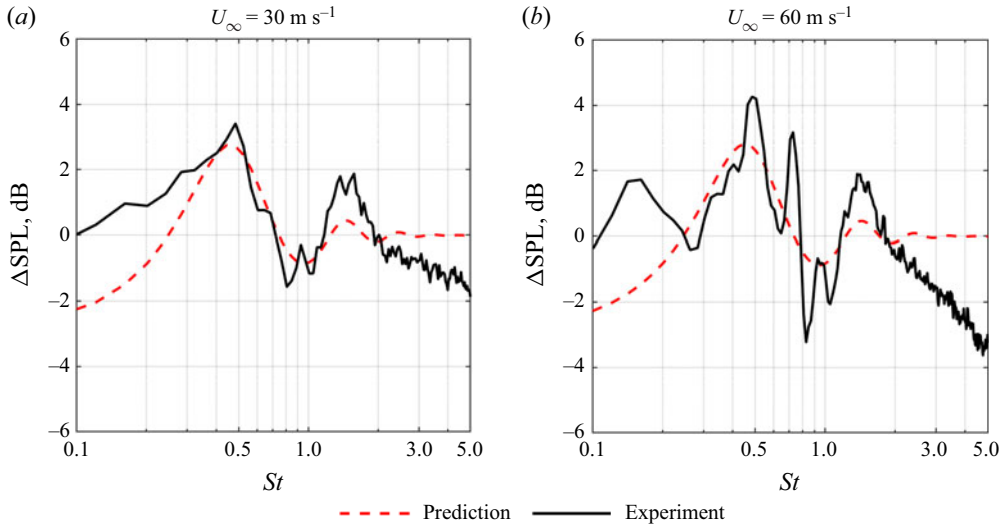 (a)
U∞ = 30 m s⁻¹
6
4
2
0
–2
–4
–6
ΔSPL, dB
0.1
0.5
1.0
3.0
5.0
St
(b)
U∞ = 60 m s⁻¹
6
4
2
0
–2
–4
–6
ΔSPL, dB
0.1
0.5
1.0
3.0
5.0
St
Prediction
Experiment